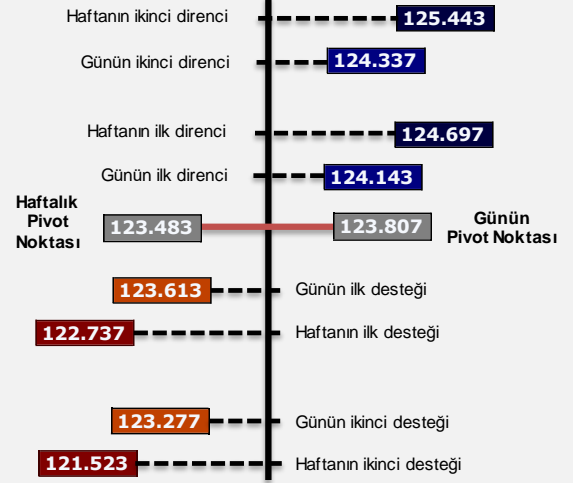 Haftanın ikinci direnci 125.443
Günün ikinci direnci 124.337
Haftanın ilk direnci 124.697
Günün ilk direnci 124.143
Haftalık
Pivot
Noktası
123.483 123.807
Günün
Pivot Noktası
123.613 Günün ilk desteği
122.737 Haftanın ilk desteği
123.277 Günün ikinci desteği
121.523 Haftanın ikinci desteği